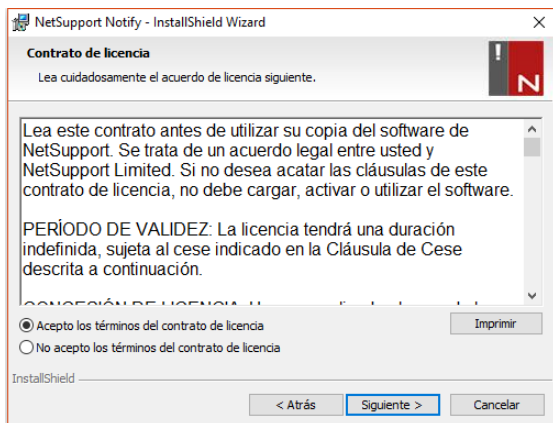 NetSupport Notify - InstallShield Wizard
Contrato de licencia
Lea cuidadosamente el acuerdo de licencia siguiente.
! N
Lea este contrato antes de utilizar su copia del software de
NetSupport. Se trata de un acuerdo legal entre usted y
NetSupport Limited. Si no desea acatar las cláusulas de este
contrato de licencia, no debe cargar, activar o utilizar el software.
PERÍODO DE VALIDEZ: La licencia tendrá una duración
indefinida, sujeta al cese indicado en la Cláusula de Cese
descrita a continuación.
CONCESIÓN DE LICENCIA:
Acepto los términos del contrato de licencia
Imprimir
No acepto los términos del contrato de licencia
InstallShield
< Atrás
Siguiente >
Cancelar